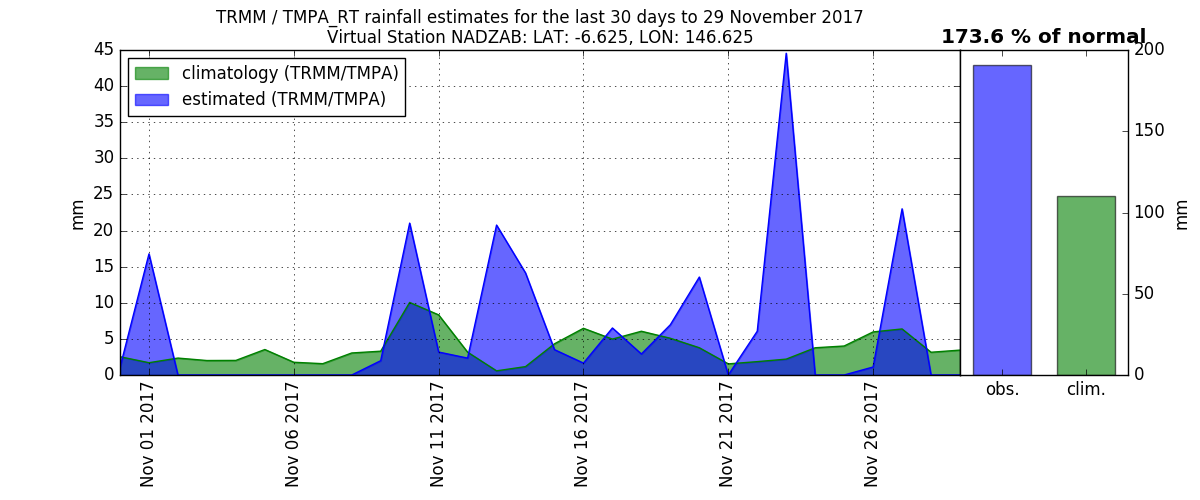 TRMM / TMPA_RT rainfall estimates for the last 30 days to 29 November 2017
Virtual Station NADZAB: LAT: -6.625, LON: 146.625
173.6 % of normal
climatology (TRMM/TMPA)
estimated (TRMM/TMPA)
45
40
35
30
25
20
15
10
5
0
mm
Nov 01 2017
Nov 06 2017
Nov 11 2017
Nov 16 2017
Nov 21 2017
Nov 26 2017
200
150
100
50
0
mm
obs.
clim.